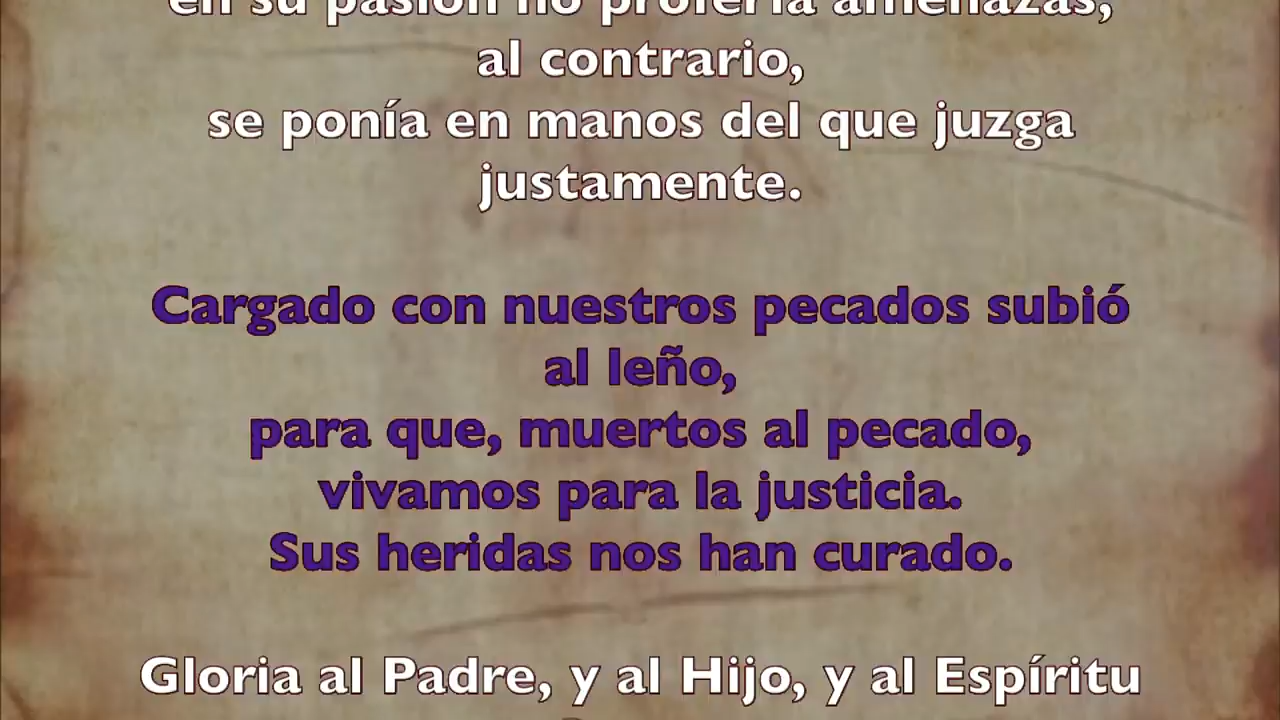 en su pasión no profería amenazas,
al contrario,
se ponía en manos del que juzga
justamente.
Cargado con nuestros pecados subió
al leño,
para que, muertos al pecado,
vivamos para la justicia.
Sus heridas nos han curado.
Gloria al Padre, y al Hijo, y al Espíritu